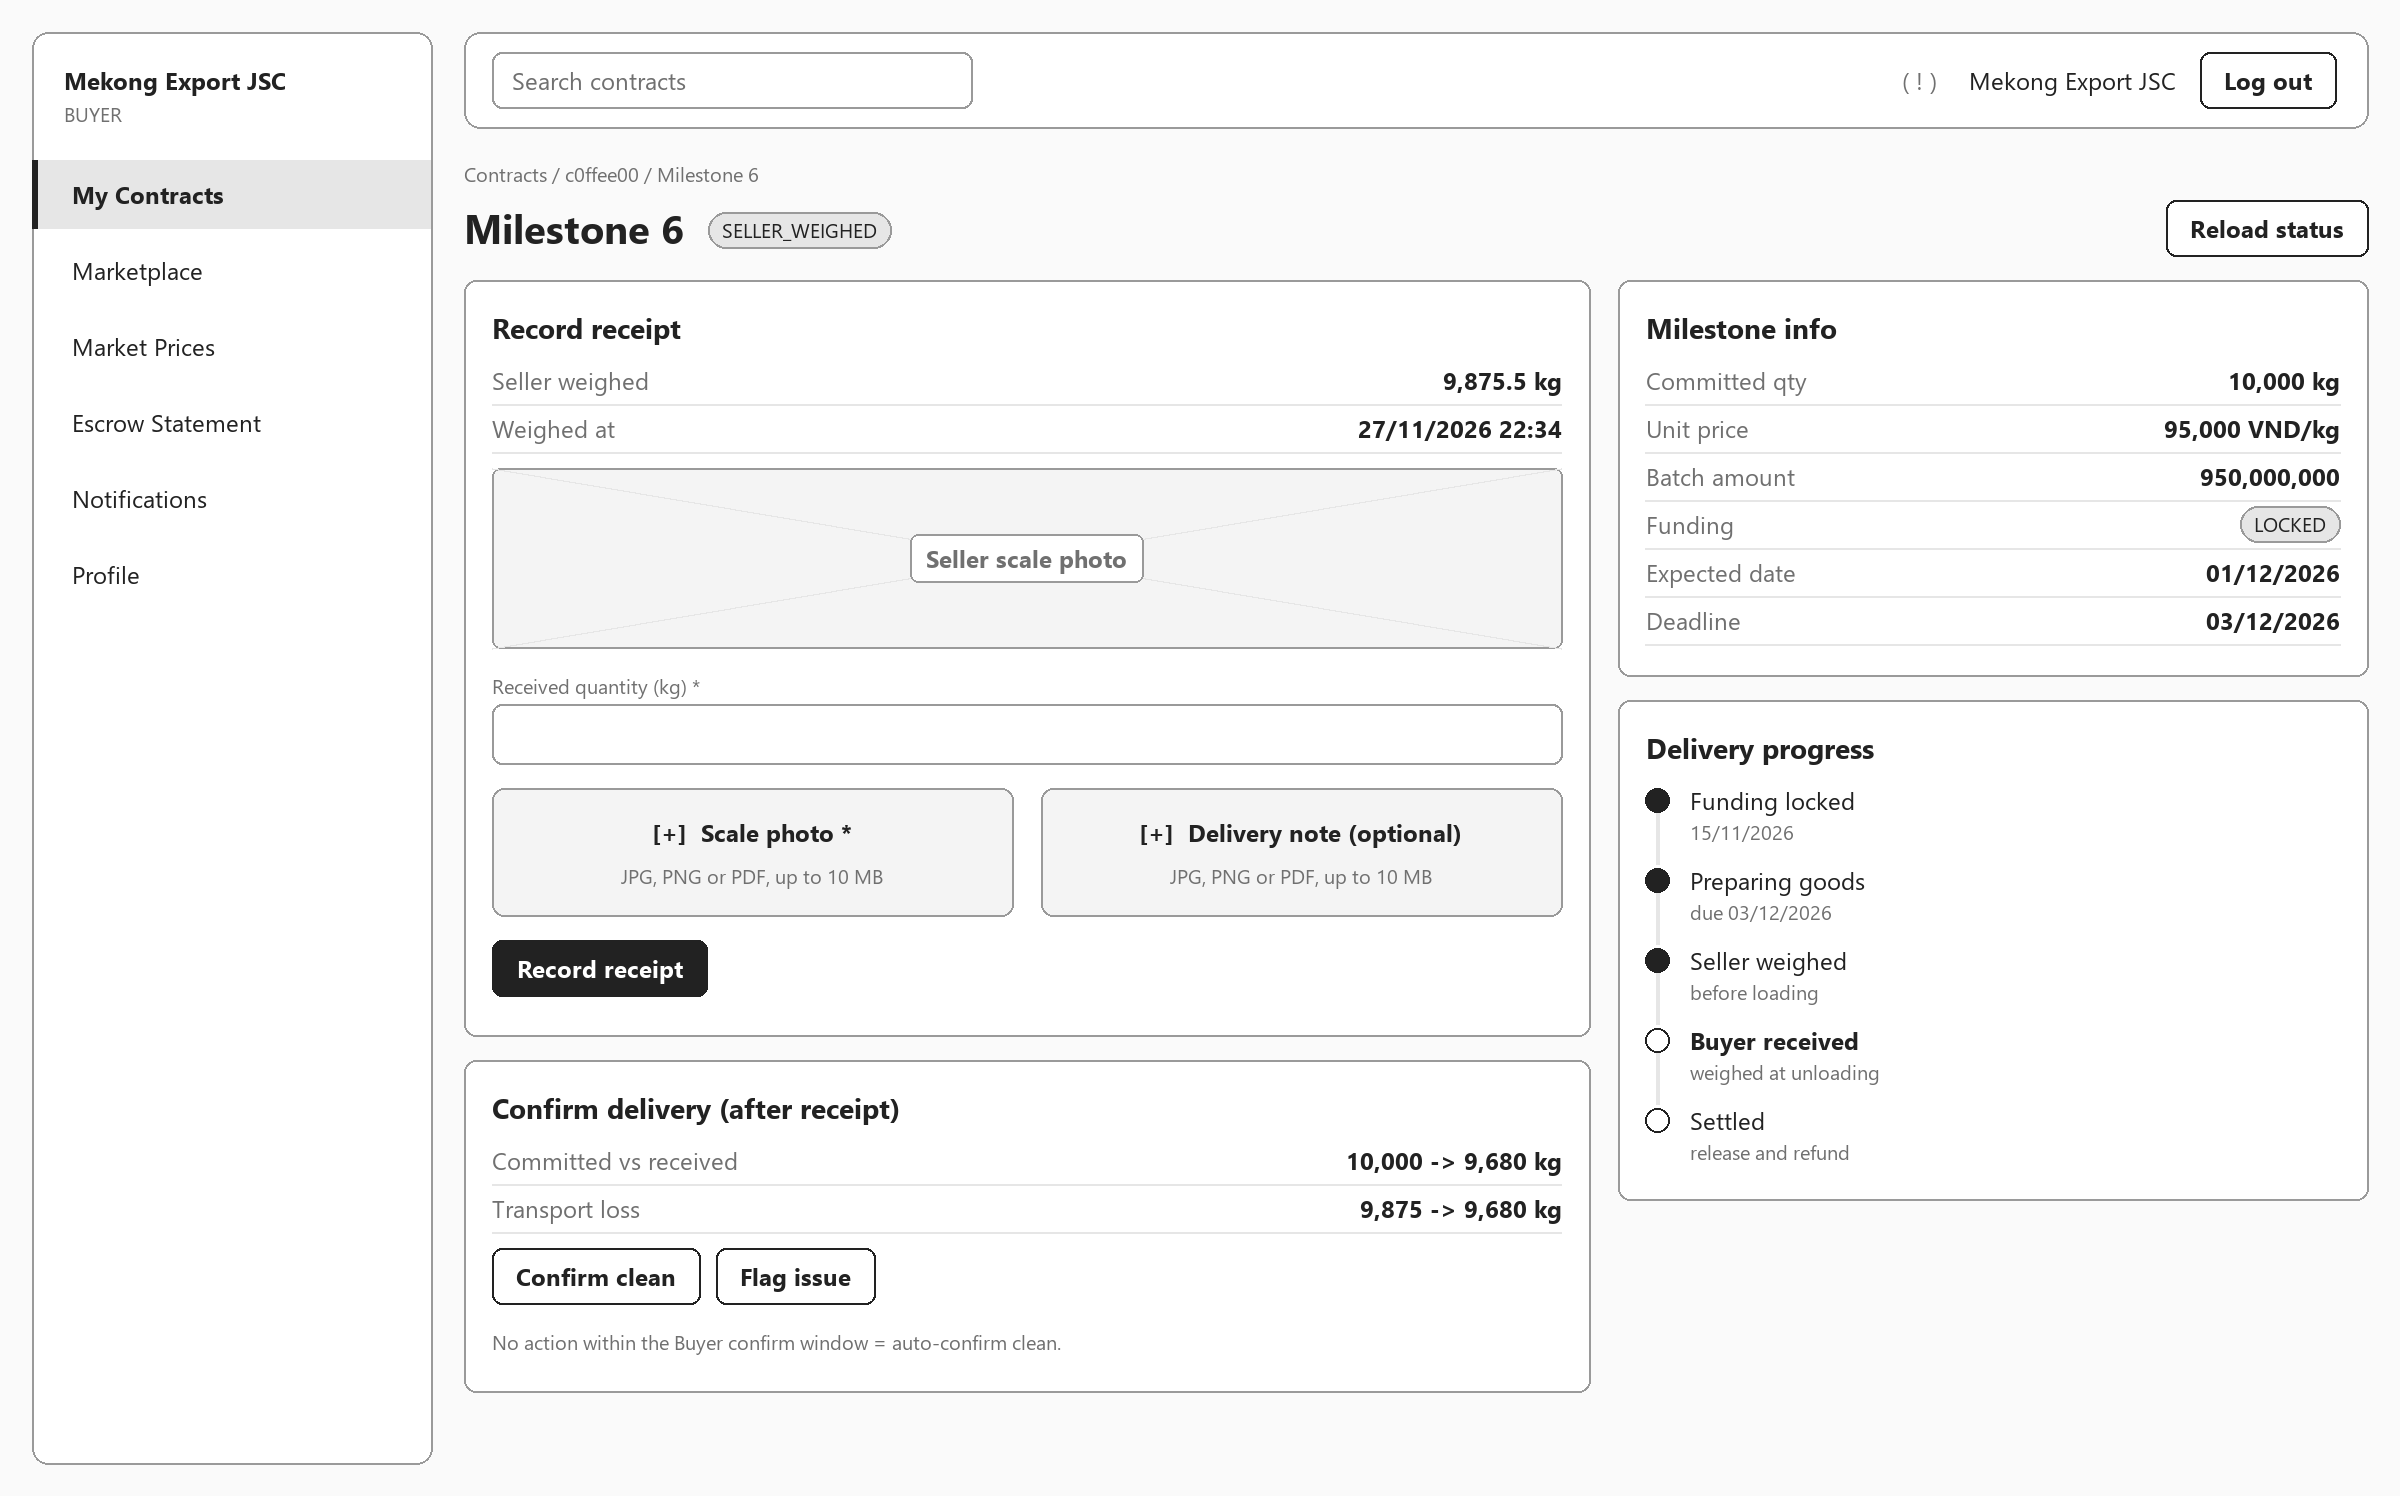 Mekong Export JSC
BUYER
My Contracts
Marketplace
Market Prices
Escrow Statement
Notifications
Profile
Search contracts
( ! ) Mekong Export JSC Log out
Contracts / c0ffee00 / Milestone 6
Milestone 6 SELLER_WEIGHED
Reload status
Record receipt
Seller weighed 9,875.5 kg
Weighed at 27/11/2026 22:34
Seller scale photo
Received quantity (kg) *
[+] Scale photo *
JPG, PNG or PDF, up to 10 MB
[+] Delivery note (optional)
JPG, PNG or PDF, up to 10 MB
Record receipt
Confirm delivery (after receipt)
Committed vs received 10,000 -> 9,680 kg
Transport loss 9,875 -> 9,680 kg
Confirm clean Flag issue
No action within the Buyer confirm window = auto-confirm clean.
Milestone info
Committed qty 10,000 kg
Unit price 95,000 VND/kg
Batch amount 950,000,000
Funding LOCKED
Expected date 01/12/2026
Deadline 03/12/2026
Delivery progress
Funding locked
15/11/2026
Preparing goods
due 03/12/2026
Seller weighed
before loading
Buyer received
weighed at unloading
Settled
release and refund